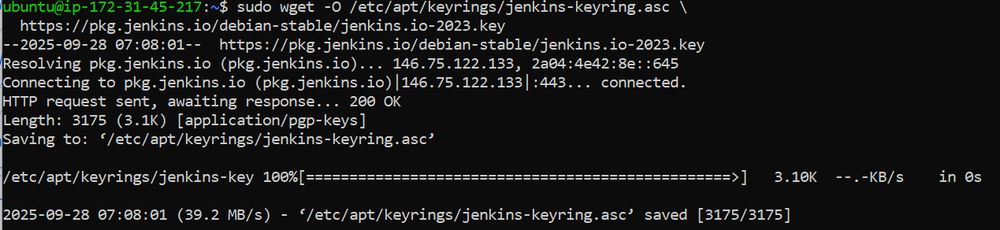 ubuntu@ip-172-31-45-217:~$ sudo wget -O /etc/apt/keyrings/jenkins-keyring.asc \
  https://pkg.jenkins.io/debian-stable/jenkins.io-2023.key
--2025-09-28 07:08:01--  https://pkg.jenkins.io/debian-stable/jenkins.io-2023.key
Resolving pkg.jenkins.io (pkg.jenkins.io)... 146.75.122.133, 2a04:4e42:8e::645
Connecting to pkg.jenkins.io (pkg.jenkins.io)|146.75.122.133|:443... connected.
HTTP request sent, awaiting response... 200 OK
Length: 3175 (3.1K) [application/pgp-keys]
Saving to: ‘/etc/apt/keyrings/jenkins-keyring.asc’
/etc/apt/keyrings/jenkins-key 100%[=================================================>]   3.10K  --.-KB/s    in 0s
2025-09-28 07:08:01 (39.2 MB/s) - ‘/etc/apt/keyrings/jenkins-keyring.asc’ saved [3175/3175]